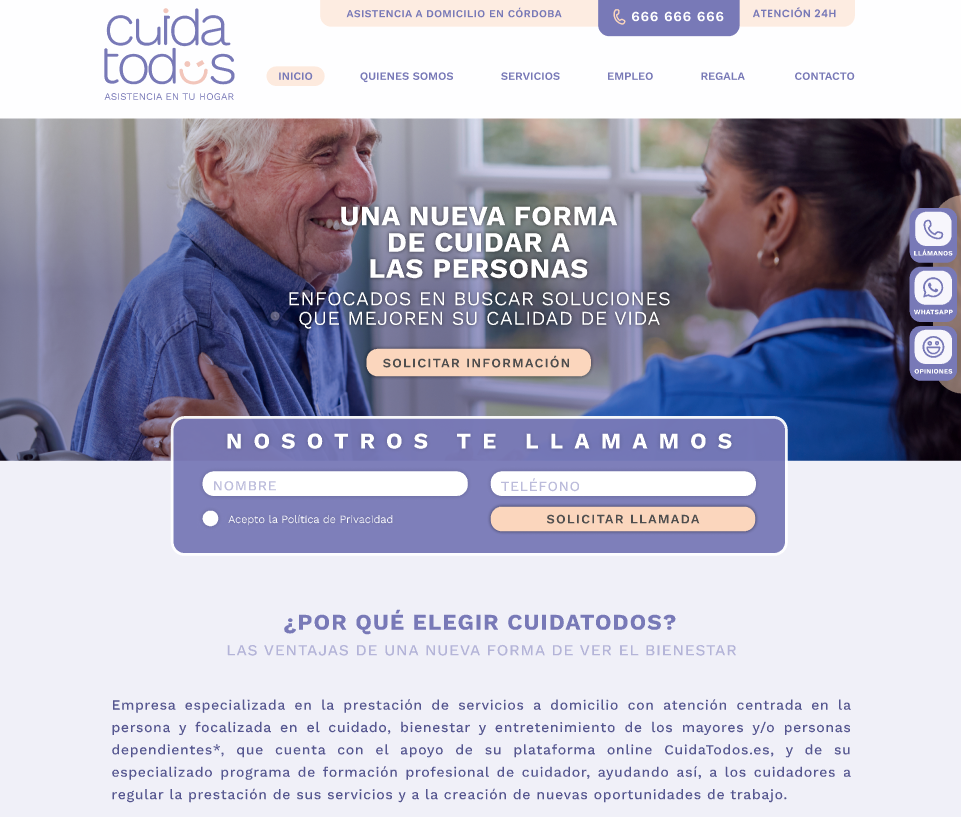 cuida
todos
ASISTENCIA EN TU HOGAR
ASISTENCIA A DOMICILIO EN CÓRDOBA
666 666 666
ATENCIÓN 24H
INICIO
QUIENES SOMOS
SERVICIOS
EMPLEO
REGALA
CONTACTO
UNA NUEVA FORMA
DE CUIDAR A
LAS PERSONAS
ENFOCADOS EN BUSCAR SOLUCIONES
QUE MEJOREN SU CALIDAD DE VIDA
SOLICITAR INFORMACIÓN
LLÁMANOS
WHATSAPP
OPINIONES
NOSOTROS TE LLAMAMOS
NOMBRE
TELÉFONO
Acepto la Política de Privacidad
SOLICITAR LLAMADA
¿POR QUÉ ELEGIR CUIDATODOS?
LAS VENTAJAS DE UNA NUEVA FORMA DE VER EL BIENESTAR
Empresa especializada en la prestación de servicios a domicilio con atención centrada en la
persona y focalizada en el cuidado, bienestar y entretenimiento de los mayores y/o personas
dependientes*, que cuenta con el apoyo de su plataforma online CuidaTodos.es, y de su
especializado programa de formación profesional de cuidador, ayudando así, a los cuidadores a
regular la prestación de sus servicios y a la creación de nuevas oportunidades de trabajo.